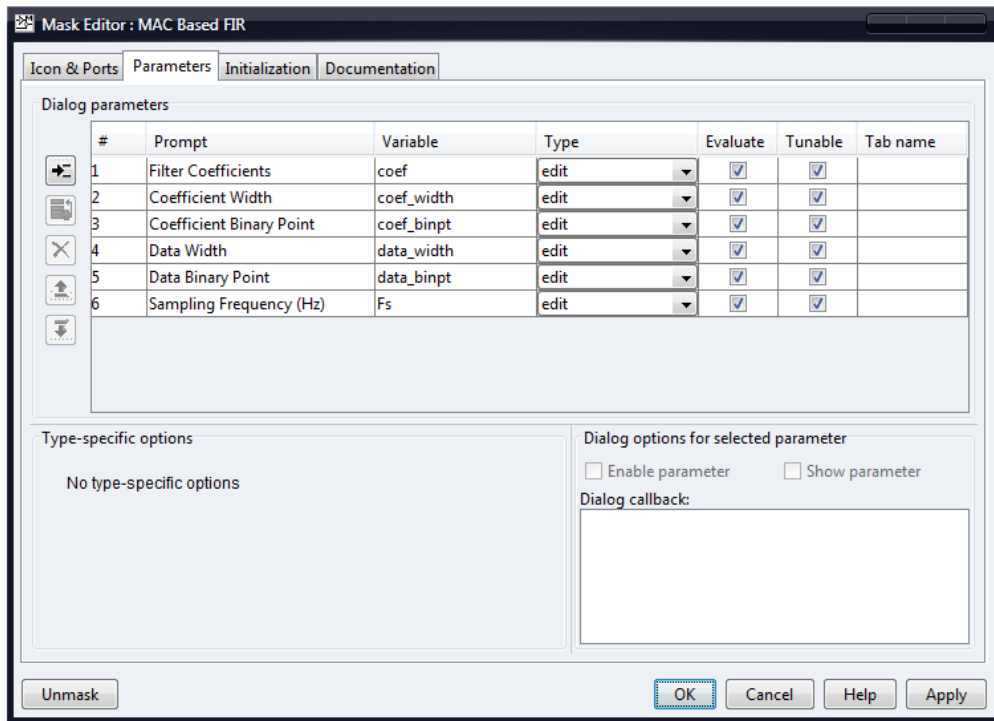 Mask Editor : MAC Based FIR
Icon & Ports Parameters Initialization Documentation
Dialog parameters
# Prompt Variable Type Evaluate Tunable Tab name
1 Filter Coefficients coef edit
2 Coefficient Width coef_width edit
3 Coefficient Binary Point coef_binpt edit
4 Data Width data_width edit
5 Data Binary Point data_binpt edit
6 Sampling Frequency (Hz) Fs edit
Type-specific options
No type-specific options
Dialog options for selected parameter
Enable parameter Show parameter
Dialog callback:
Unmask OK Cancel Help Apply